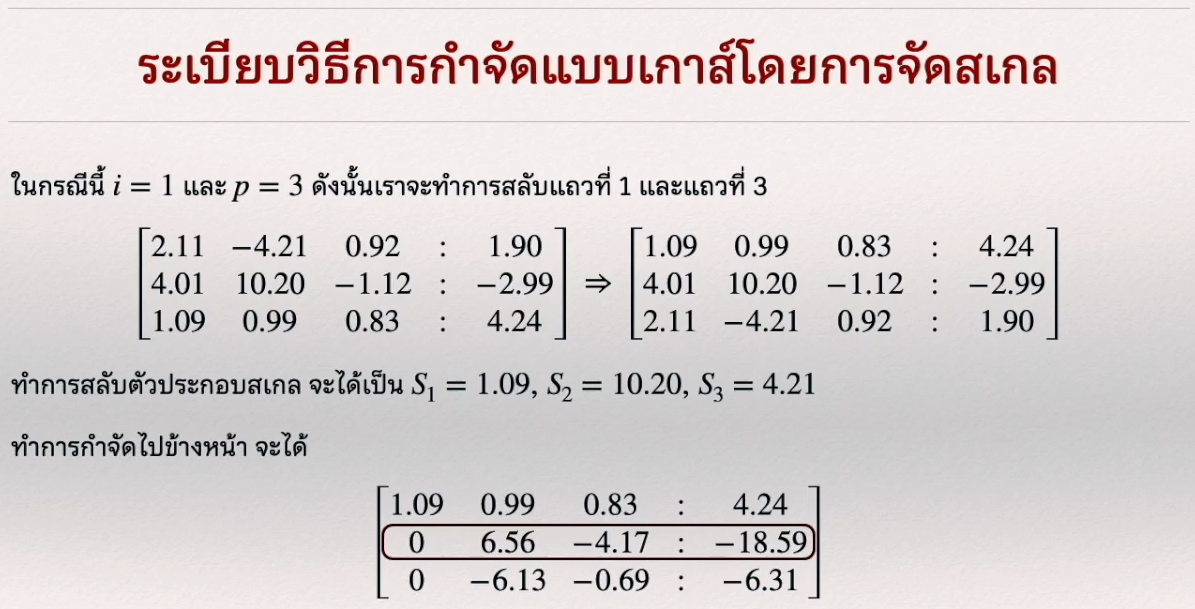 ระเบียบวิธีการกำจัดแบบเกาส์โดยการจัดสเกล
ในกรณีนี้ i = 1 และ p = 3 ดังนั้นเราจะทำการสลับแถวที่ 1 และแถวที่ 3
[2.11 −4.21 0.92 : 1.90] [1.09 0.99 0.83 : 4.24]
[4.01 10.20 −1.12 : −2.99] ⇒ [4.01 10.20 −1.12 : −2.99]
[1.09 0.99 0.83 : 4.24] [2.11 −4.21 0.92 : 1.90]
ทำการสลับตัวประกอบสเกล จะได้เป็น S₁ = 1.09, S₂ = 10.20, S₃ = 4.21
ทำการกำจัดไปข้างหน้า จะได้
[1.09 0.99 0.83 : 4.24]
[0 6.56 −4.17 : −18.59]
[0 −6.13 −0.69 : −6.31]